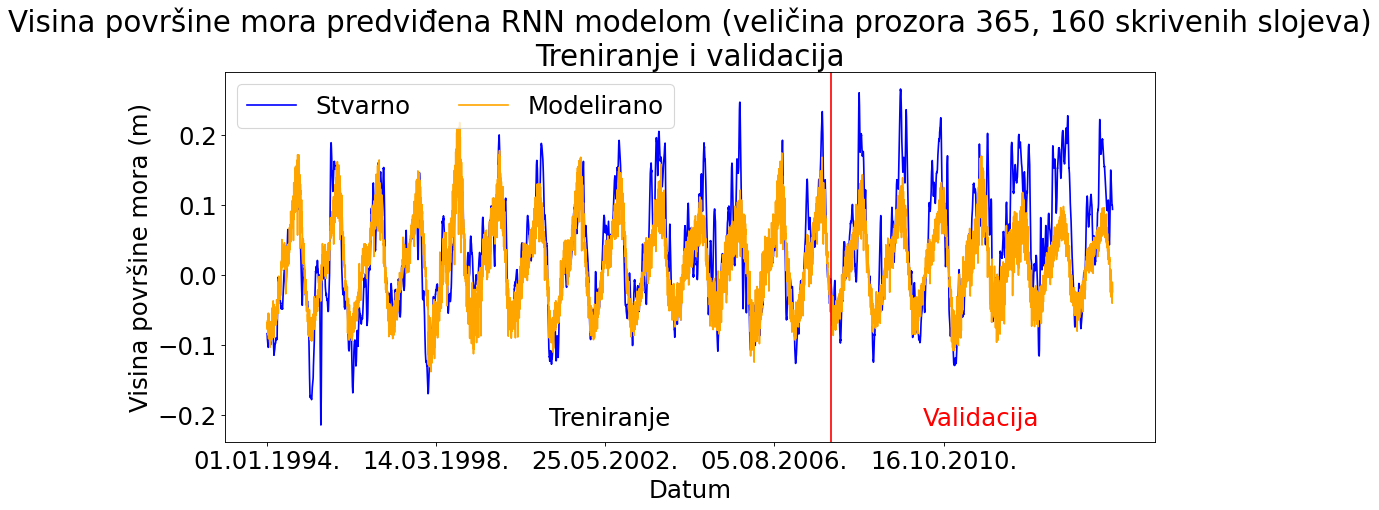 Visina površine mora predviđena RNN modelom (veličina prozora 365, 160 skrivenih slojeva)
Treniranje i validacija
Stvarno
Modelirano
Visina površine mora (m)
0.2
0.1
0.0
−0.1
−0.2
Treniranje
Validacija
01.01.1994.
14.03.1998.
25.05.2002.
05.08.2006.
16.10.2010.
Datum